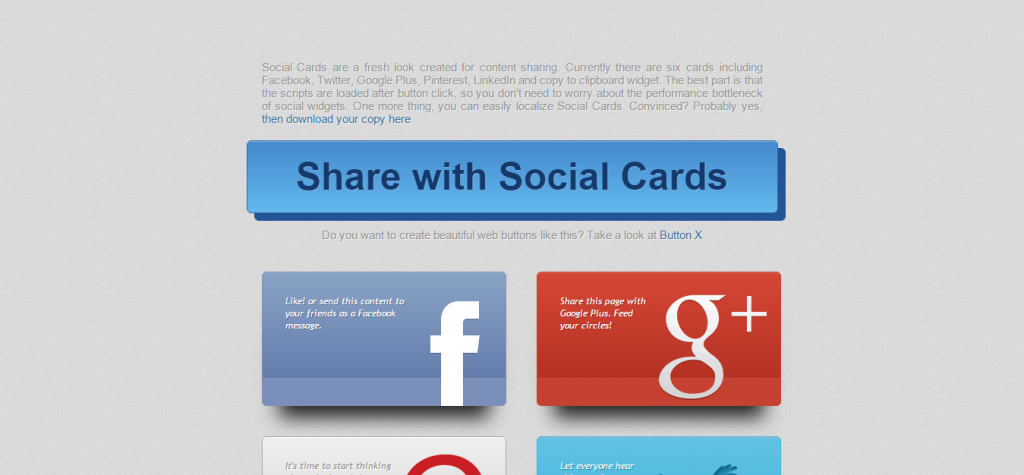 Social Cards are a fresh look created for content sharing. Currently there are six cards including
Facebook, Twitter, Google Plus, Pinterest, LinkedIn and copy to clipboard widget. The best part is that
the scripts are loaded after button click, so you don't need to worry about the performance bottleneck
of social widgets. One more thing, you can easily localize Social Cards. Convinced? Probably yes,
then download your copy here
Share with Social Cards
Do you want to create beautiful web buttons like this? Take a look at Button X
Like! or send this content to
your friends as a Facebook
message.
f
Share this page with
Google Plus. Feed
your circles!
g+
It's time to start thinking
Let everyone hear